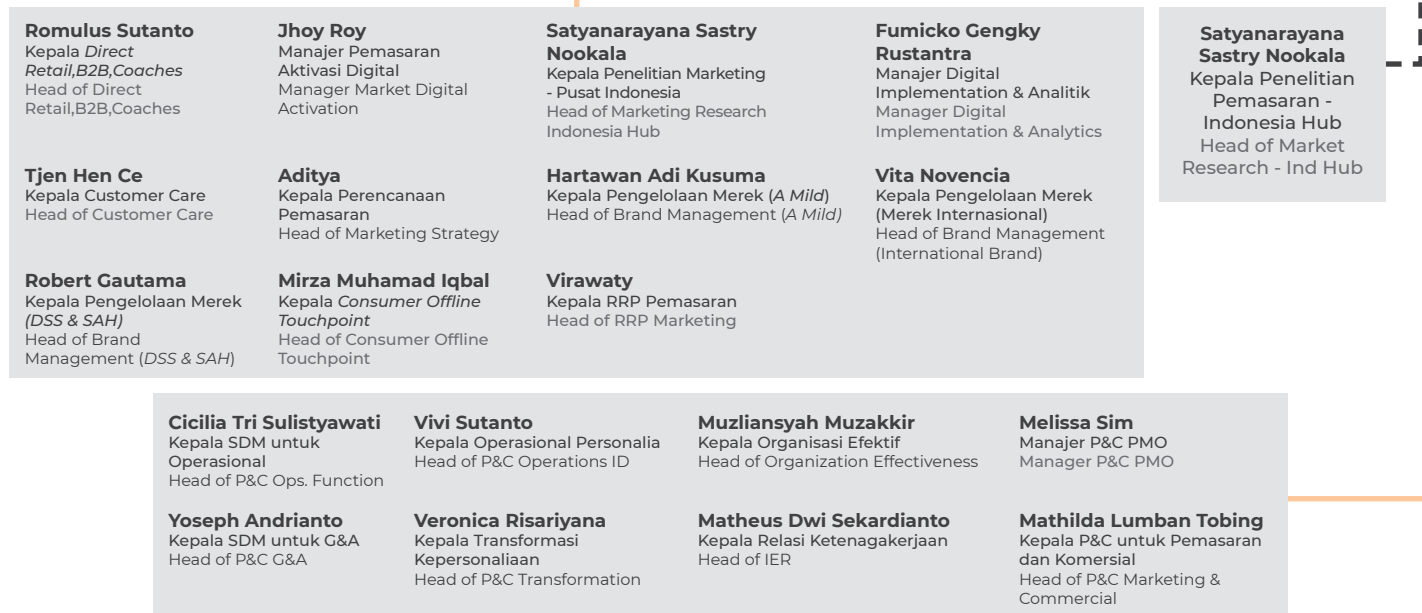 Romulus Sutanto
Kepala Direct
Retail,B2B,Coaches
Head of Direct
Retail,B2B,Coaches
Jhoy Roy
Manajer Pemasaran
Aktivasi Digital
Manager Market Digital
Activation
Satyanarayana Sastry
Nookala
Kepala Penelitian Marketing
- Pusat Indonesia
Head of Marketing Research
Indonesia Hub
Fumicko Gengky
Rustantra
Manajer Digital
Implementation & Analitik
Manager Digital
Implementation & Analytics
Tjen Hen Ce
Kepala Customer Care
Head of Customer Care
Aditya
Kepala Perencanaan
Pemasaran
Head of Marketing Strategy
Hartawan Adi Kusuma
Kepala Pengelolaan Merek (A Mild)
Head of Brand Management (A Mild)
Vita Novencia
Kepala Pengelolaan Merek
(Merek Internasional)
Head of Brand Management
(International Brand)
Robert Gautama
Kepala Pengelolaan Merek
(DSS & SAH)
Head of Brand
Management (DSS & SAH)
Mirza Muhamad Iqbal
Kepala Consumer Offline
Touchpoint
Head of Consumer Offline
Touchpoint
Virawaty
Kepala RRP Pemasaran
Head of RRP Marketing
Satyanarayana
Sastry Nookala
Kepala Penelitian
Pemasaran -
Indonesia Hub
Head of Market
Research - Ind Hub
Cicilia Tri Sulistyawati
Kepala SDM untuk
Operasional
Head of P&C Ops. Function
Vivi Sutanto
Kepala Operasional Personalia
Head of P&C Operations ID
Muzliansyah Muzakkir
Kepala Organisasi Efektif
Head of Organization Effectiveness
Melissa Sim
Manajer P&C PMO
Manager P&C PMO
Yoseph Andrianto
Kepala SDM untuk G&A
Head of P&C G&A
Veronica Risariyana
Kepala Transformasi
Kepersonaliaan
Head of P&C Transformation
Matheus Dwi Sekardianto
Kepala Relasi Ketenagakerjaan
Head of IER
Mathilda Lumban Tobing
Kepala P&C untuk Pemasaran
dan Komersial
Head of P&C Marketing &
Commercial